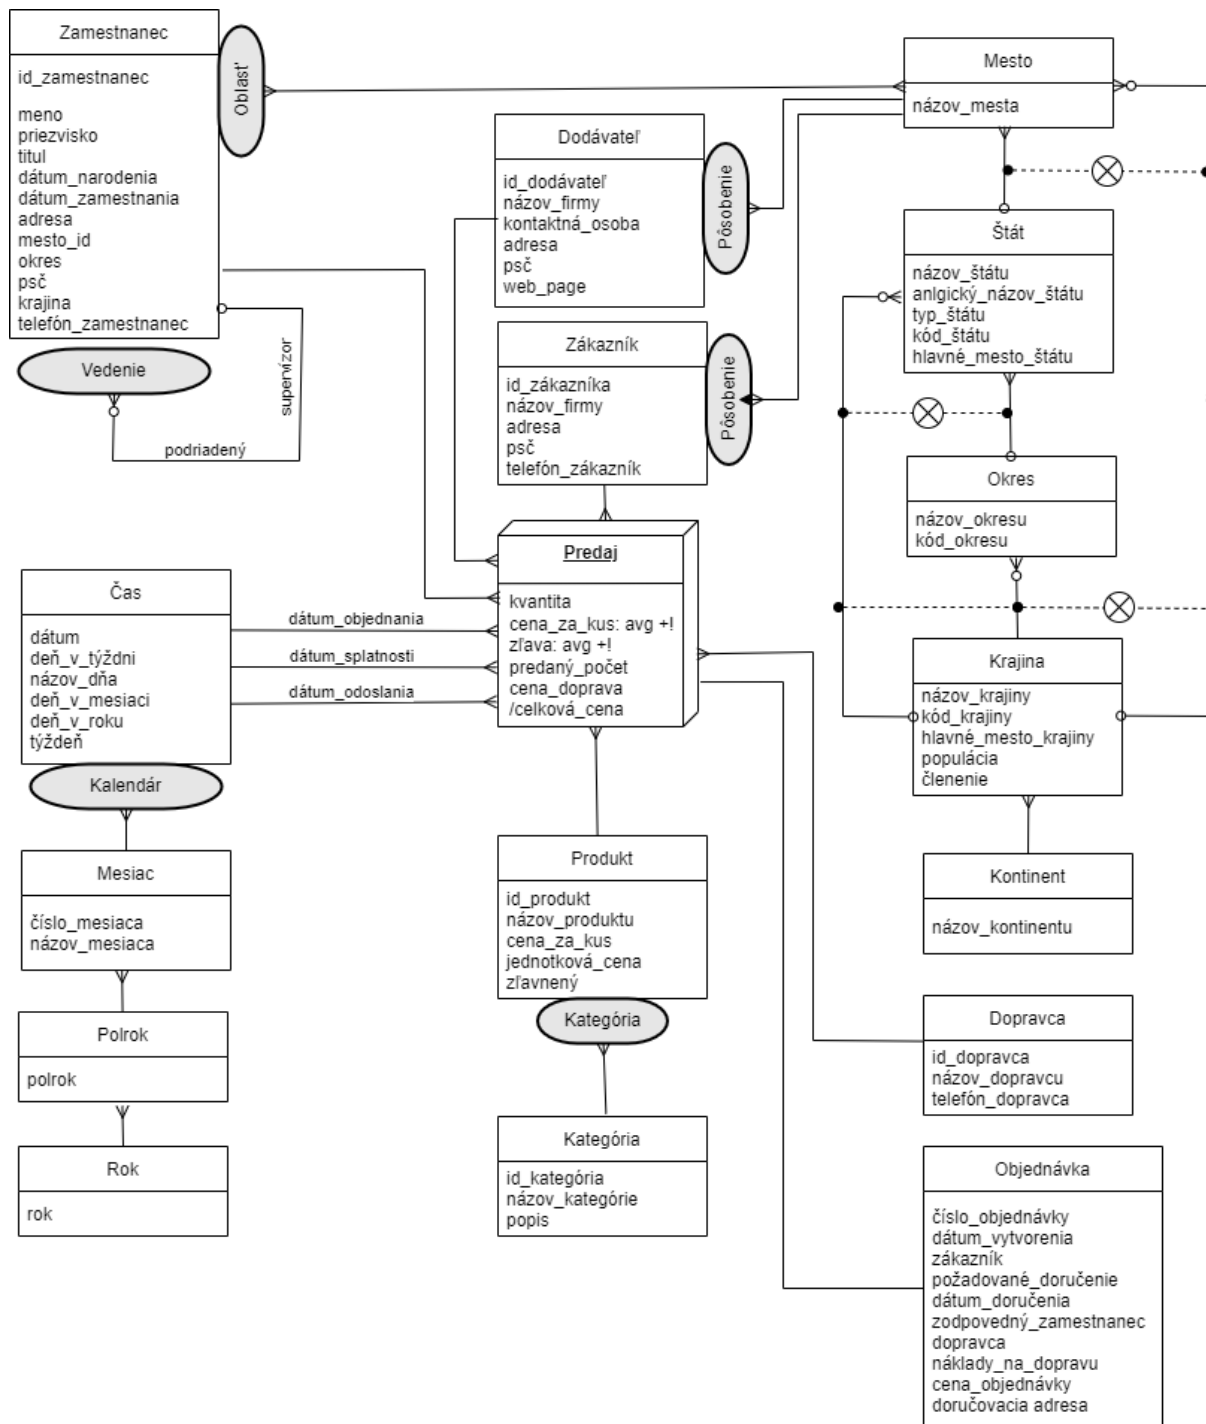 Zamestnanec
id_zamestnanec
meno
priezvisko
titul
dátum_narodenia
dátum_zamestnania
adresa
mesto_id
okres
psč
krajina
telefón_zamestnanec
Oblasť
Vedenie
supervízor
podriadený
Dodávateľ
id_dodávateľ
názov_firmy
kontaktná_osoba
adresa
psč
web_page
Pôsobenie
Zákazník
id_zákazníka
názov_firmy
adresa
psč
telefón_zákazník
Pôsobenie
Mesto
názov_mesta
Štát
názov_štátu
anlgický_názov_štátu
typ_štátu
kód_štátu
hlavné_mesto_štátu
Okres
názov_okresu
kód_okresu
Krajina
názov_krajiny
kód_krajiny
hlavné_mesto_krajiny
populácia
členenie
Kontinent
názov_kontinentu
Predaj
kvantita
cena_za_kus: avg +!
zľava: avg +!
predaný_počet
cena_doprava
/celková_cena
Čas
dátum
deň_v_týždni
názov_dňa
deň_v_mesiaci
deň_v_roku
týždeň
dátum_objednania
dátum_splatnosti
dátum_odoslania
Kalendár
Mesiac
číslo_mesiaca
názov_mesiaca
Polrok
polrok
Rok
rok
Produkt
id_produkt
názov_produktu
cena_za_kus
jednotková_cena
zľavnený
Kategória
Kategória
id_kategória
názov_kategórie
popis
Dopravca
id_dopravca
názov_dopravcu
telefón_dopravca
Objednávka
číslo_objednávky
dátum_vytvorenia
zákazník
požadované_doručenie
dátum_doručenia
zodpovedný_zamestnanec
dopravca
náklady_na_dopravu
cena_objednávky
doručovacia adresa